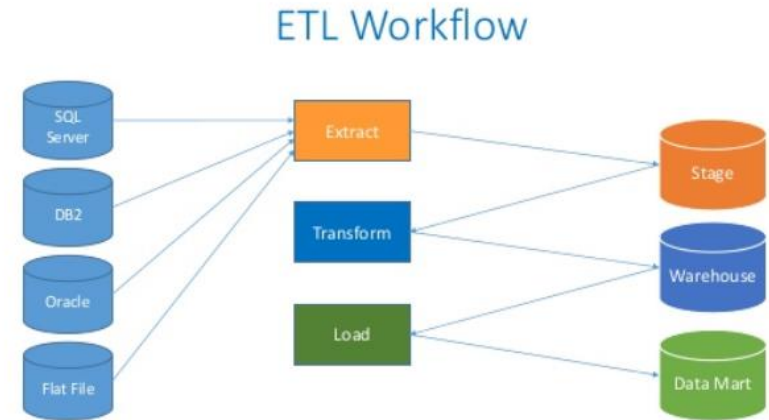 ETL Workflow
SQL
Server
DB2
Oracle
Flat File
Extract
Transform
Load
Stage
Warehouse
Data Mart